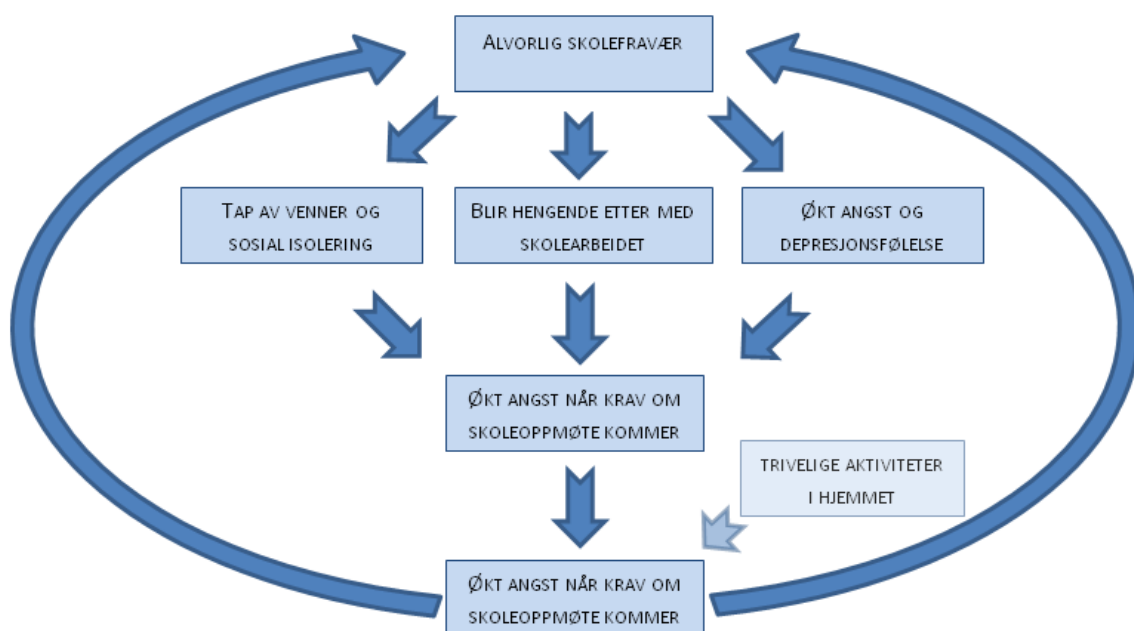 ALVORLIG SKOLEFRAVÆR
TAP AV VENNER OG
SOSIAL ISOLERING
BLIR HENGENDE ETTER MED
SKOLEARBEIDET
ØKT ANGST OG
DEPRESJONSFØLELSE
ØKT ANGST NÅR KRAV OM
SKOLEOPPMØTE KOMMER
TRIVELIGE AKTIVITETER
I HJEMMET
ØKT ANGST NÅR KRAV OM
SKOLEOPPMØTE KOMMER